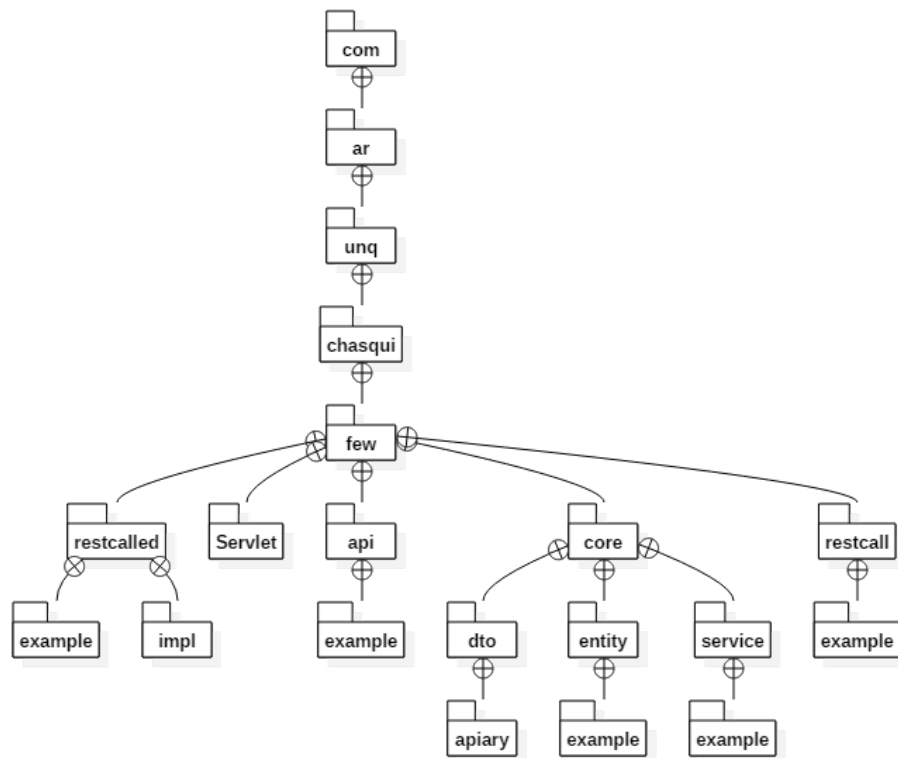 com
ar
unq
chasqui
few
restcalled
Servlet
api
core
restcall
example
impl
example
dto
entity
service
example
apiary
example
example